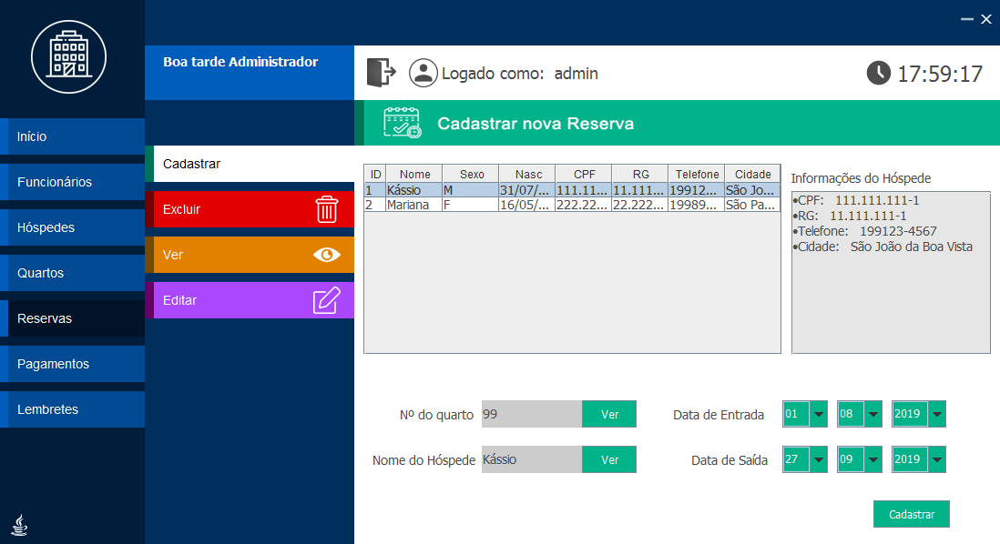 Boa tarde Administrador
Logado como: admin
17:59:17
Cadastrar nova Reserva
Início
Funcionários
Hóspedes
Quartos
Reservas
Pagamentos
Lembretes
Cadastrar
Excluir
Ver
Editar
ID Nome Sexo Nasc CPF RG Telefone Cidade
1 Kássio M 31/07/... 111.11... 11.111... 19912... São Jo...
2 Mariana F 16/05/... 222.22... 22.222... 19989... São Pa...
Informações do Hóspede
•CPF: 111.111.111-1
•RG: 11.111.111-1
•Telefone: 199123-4567
•Cidade: São João da Boa Vista
Nº do quarto 99 Ver
Data de Entrada 01 08 2019
Nome do Hóspede Kássio Ver
Data de Saída 27 09 2019
Cadastrar